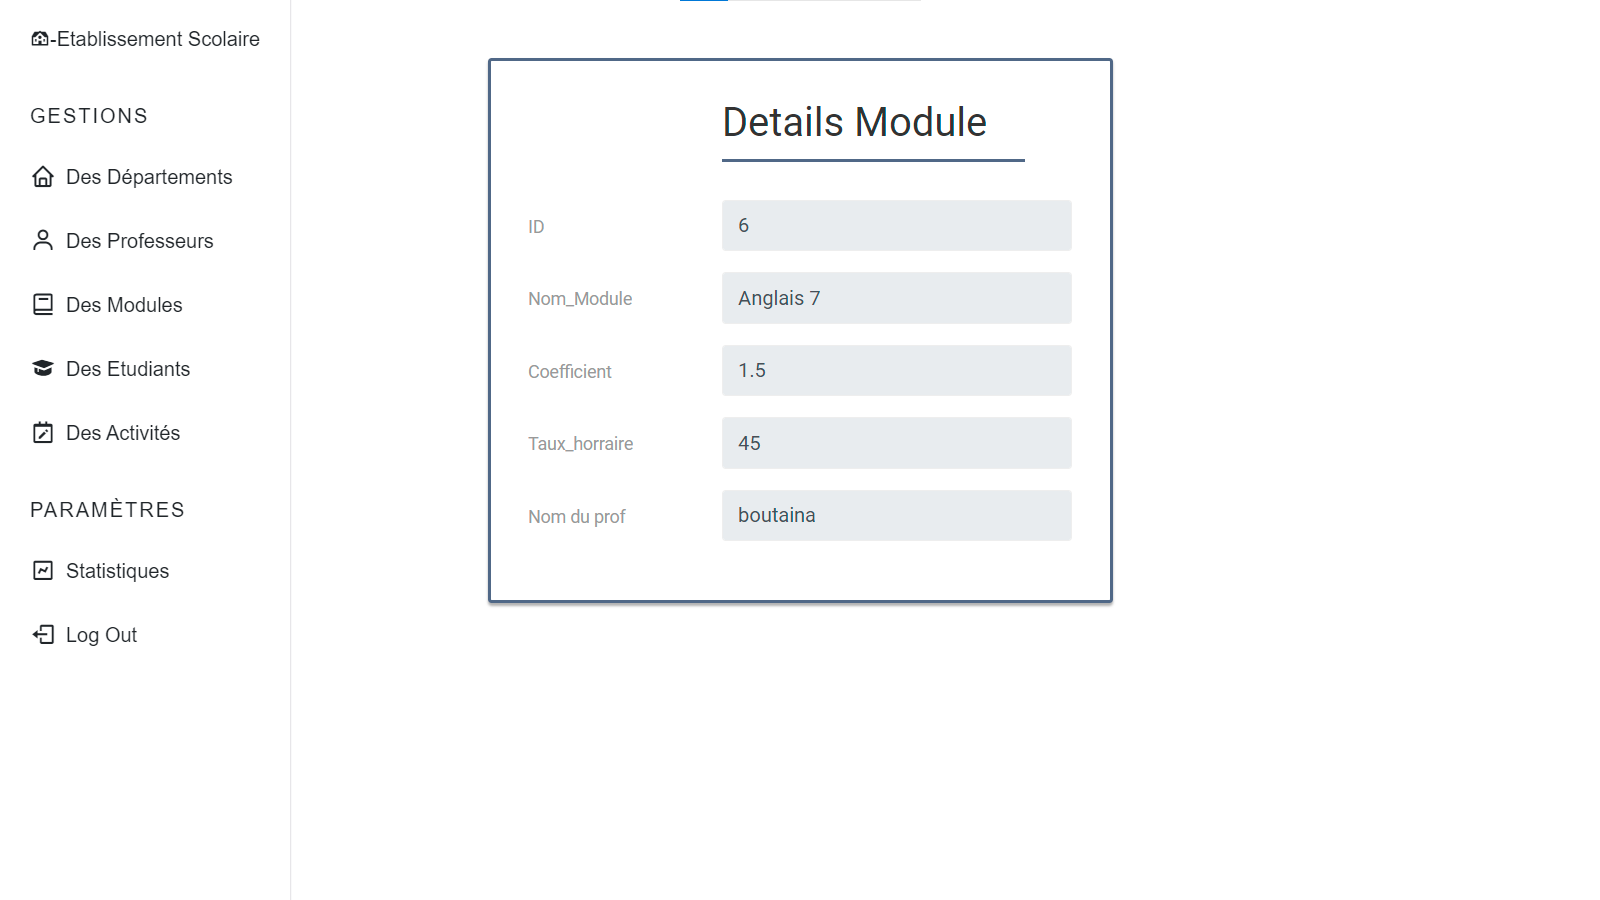 -Etablissement Scolaire
GESTIONS
Des Départements
Des Professeurs
Des Modules
Des Etudiants
Des Activités
PARAMÈTRES
Statistiques
Log Out
Details Module
ID 6
Nom_Module Anglais 7
Coefficient 1.5
Taux_horraire 45
Nom du prof boutaina